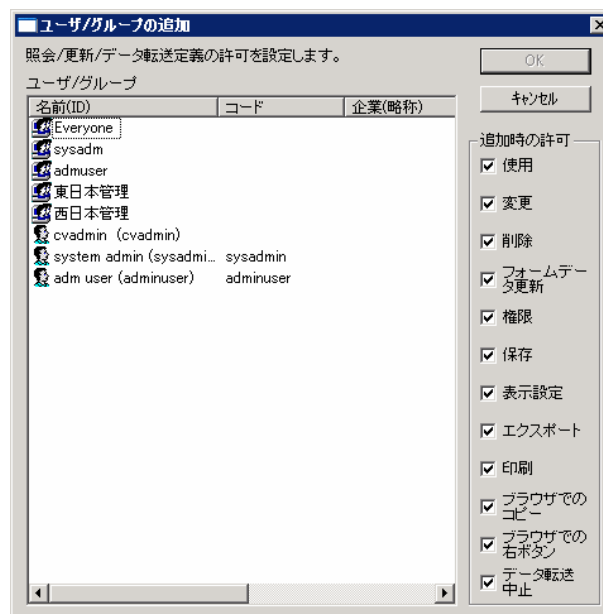 ユーザ/グループの追加
照会/更新/データ転送定義の許可を設定します。
ユーザ/グループ
名前(ID) コード 企業(略称)
Everyone
sysadm
admuser
東日本管理
西日本管理
cvadmin (cvadmin)
system admin (sysadmi... sysadmin
adm user (adminuser) adminuser
OK
キャンセル
追加時の許可
使用
変更
削除
フォームデー
タ更新
権限
保存
表示設定
エクスポート
印刷
ブラウザでの
コピー
ブラウザでの
右ボタン
データ転送
中止